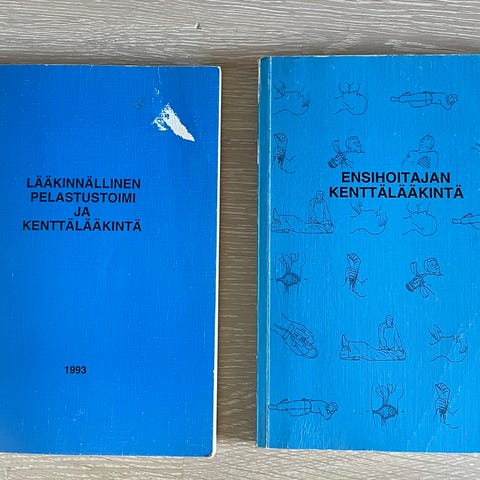 LÄÄKINNÄLLINEN
PELASTUSTOIMI
JA
KENTTÄLÄÄKINTÄ
1993
ENSIHOITAJAN
KENTTÄLÄÄKINTÄ